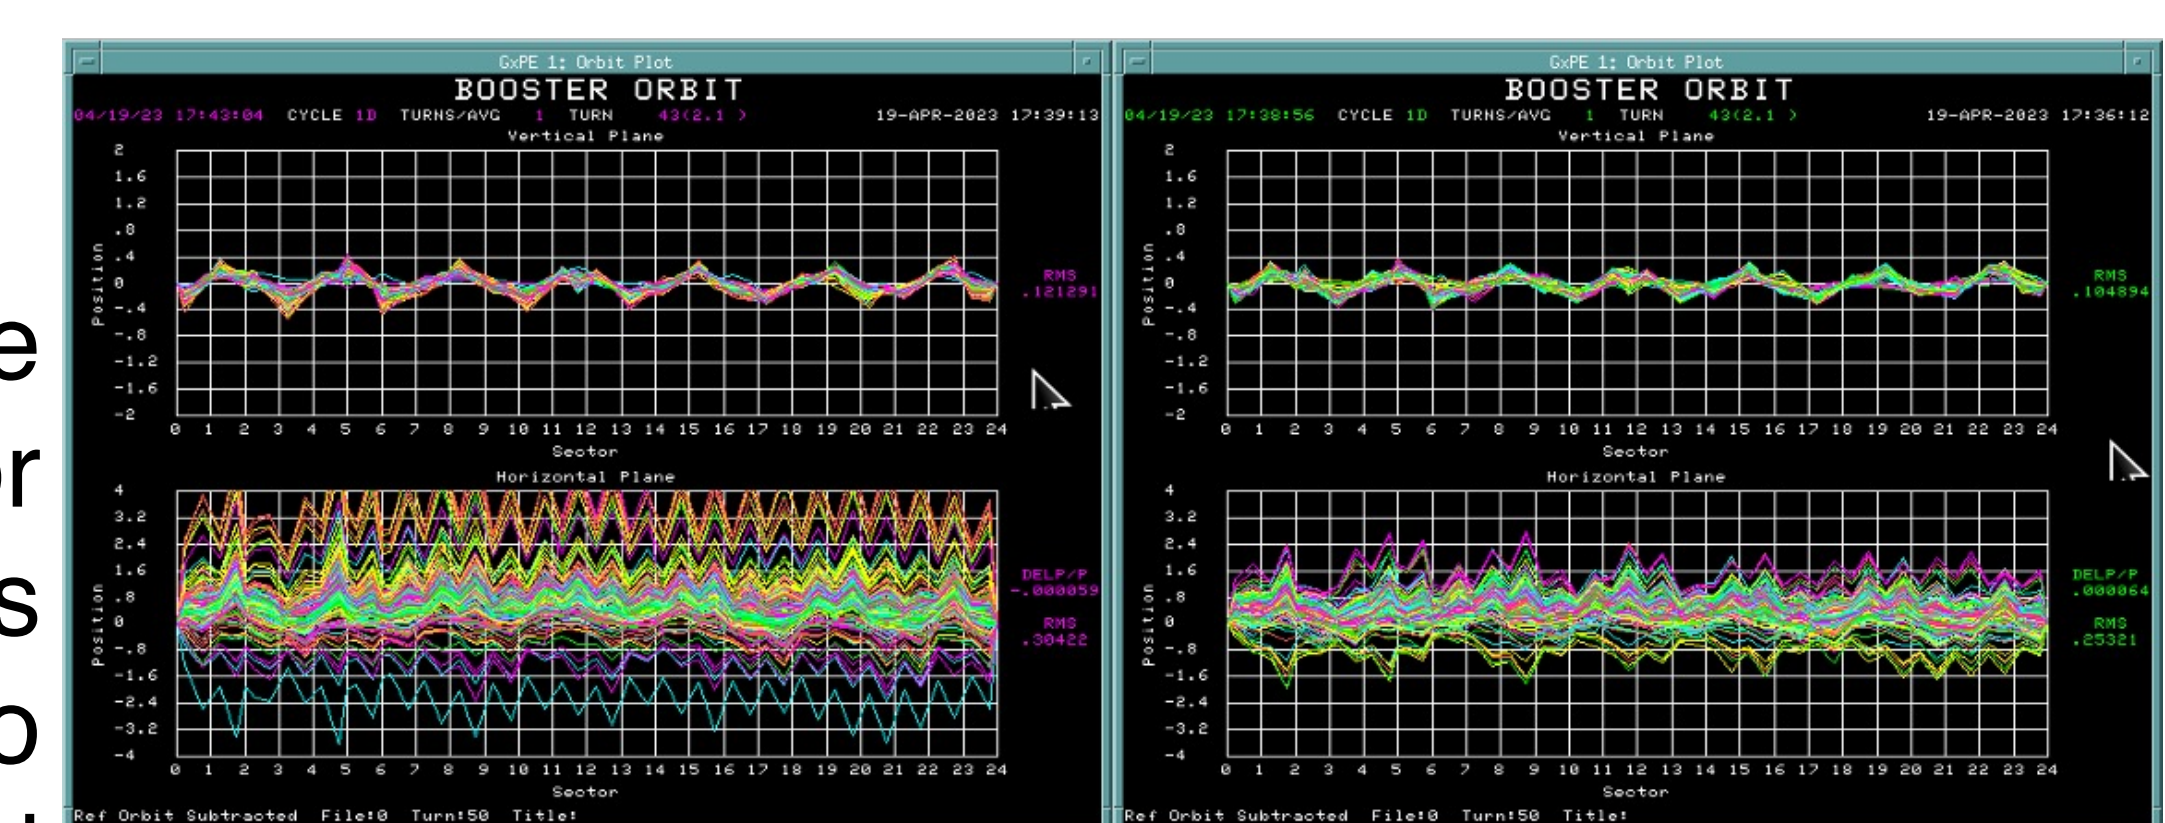 e
or
s
o
GxPE 1: Orbit Plot
BOOSTER ORBIT
04/19/23 17:43:04 CYCLE 1D TURNS/AVG 1 TURN 43(2.1 ) 19-APR-2023 17:39:13
Vertical Plane
2
1.6
1.2
.8
.4
0
-.4
-.8
-1.2
-1.6
-2
Position
RMS
.121291
0 1 2 3 4 5 6 7 8 9 10 11 12 13 14 15 16 17 18 19 20 21 22 23 24
Sector
Horizontal Plane
4
3.2
2.4
1.6
.8
0
-.8
-1.6
-2.4
-3.2
-4
Position
DELP/P
-.000059
RMS
.30422
0 1 2 3 4 5 6 7 8 9 10 11 12 13 14 15 16 17 18 19 20 21 22 23 24
Sector
Ref Orbit Subtracted File:0 Turn:50 Title:
GxPE 1: Orbit Plot
BOOSTER ORBIT
04/19/23 17:38:56 CYCLE 1D TURNS/AVG 1 TURN 43(2.1 ) 19-APR-2023 17:36:12
Vertical Plane
2
1.6
1.2
.8
.4
0
-.4
-.8
-1.2
-1.6
-2
Position
RMS
.104894
0 1 2 3 4 5 6 7 8 9 10 11 12 13 14 15 16 17 18 19 20 21 22 23 24
Sector
Horizontal Plane
4
3.2
2.4
1.6
.8
0
-.8
-1.6
-2.4
-3.2
-4
Position
DELP/P
.000064
RMS
.25321
0 1 2 3 4 5 6 7 8 9 10 11 12 13 14 15 16 17 18 19 20 21 22 23 24
Sector
Ref Orbit Subtracted File:0 Turn:50 Title: